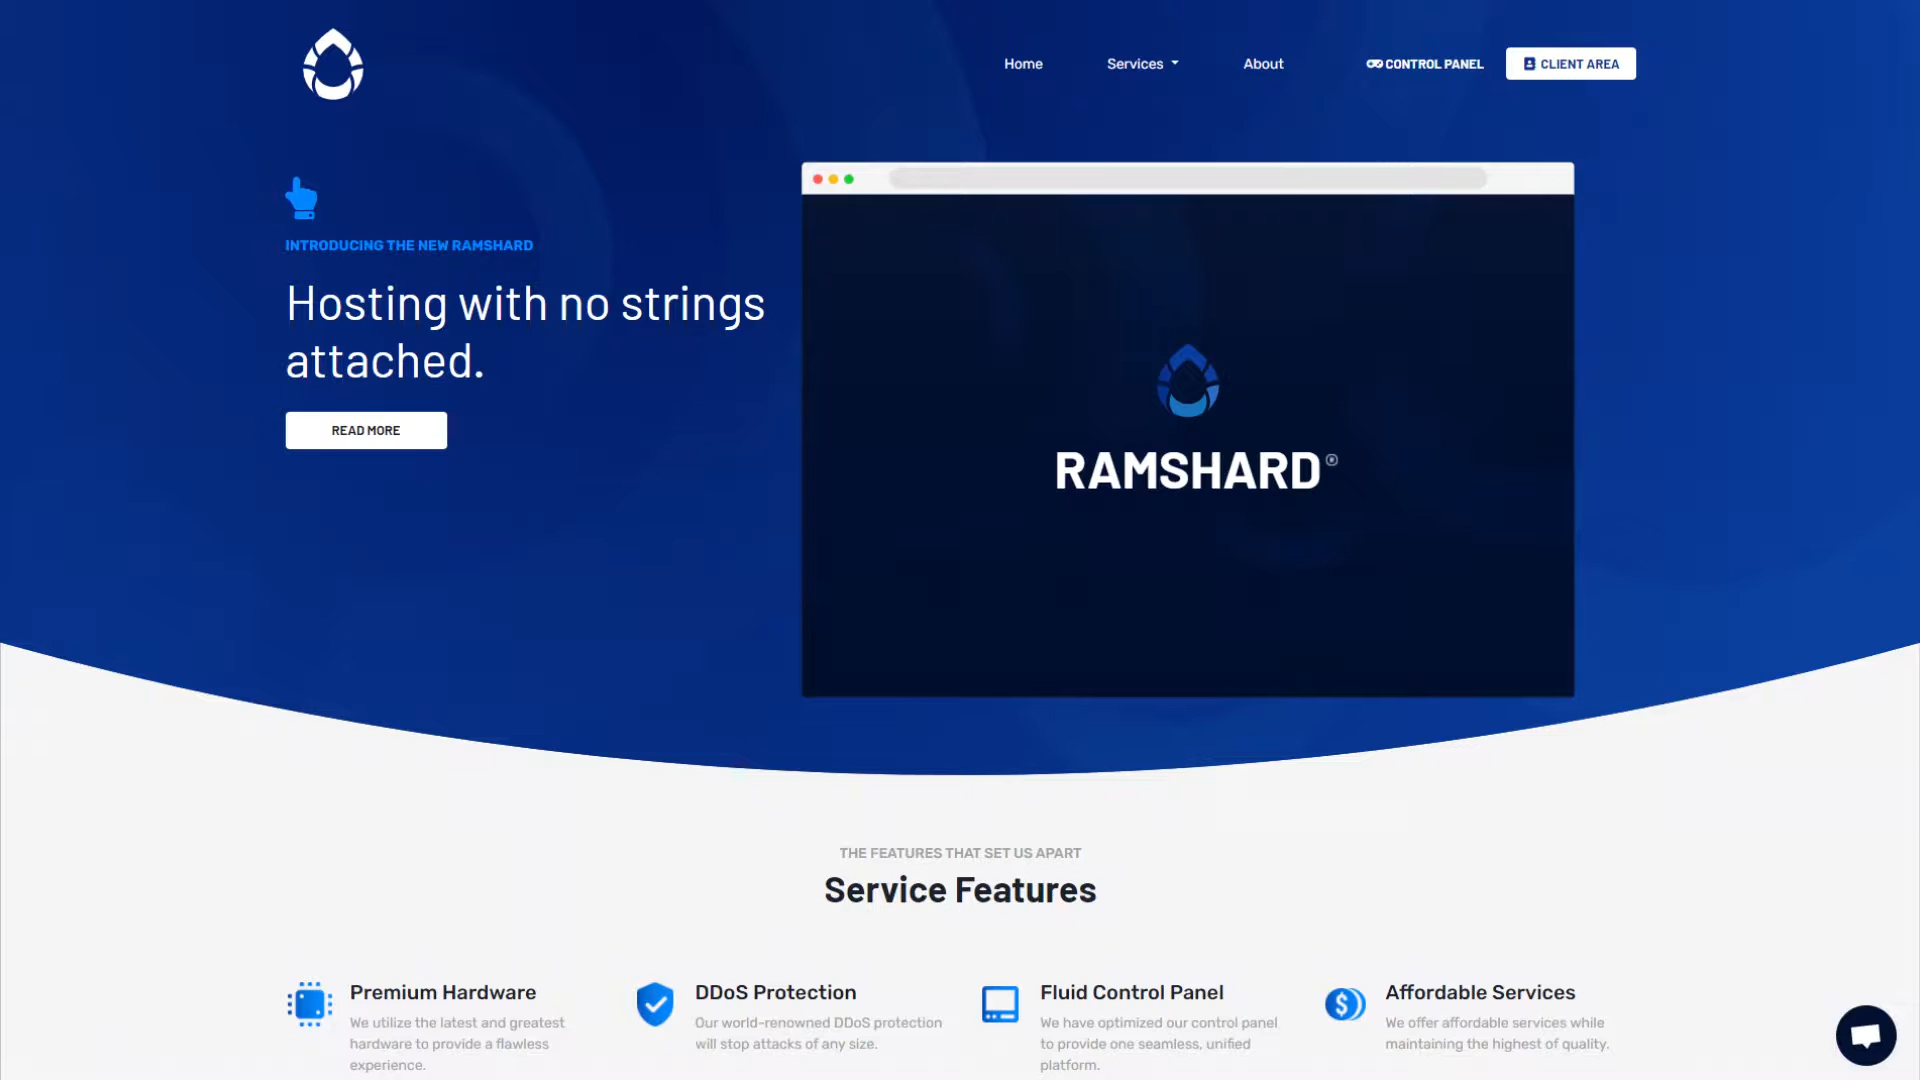 Home
Services
About
CONTROL PANEL
CLIENT AREA
INTRODUCING THE NEW RAMSHARD
Hosting with no strings
attached.
READ MORE
RAMSHARD®
THE FEATURES THAT SET US APART
Service Features
Premium Hardware
We utilize the latest and greatest
hardware to provide a flawless
experience.
DDoS Protection
Our world-renowned DDoS protection
will stop attacks of any size.
Fluid Control Panel
We have optimized our control panel
to provide one seamless, unified
platform.
Affordable Services
We offer affordable services while
maintaining the highest of quality.